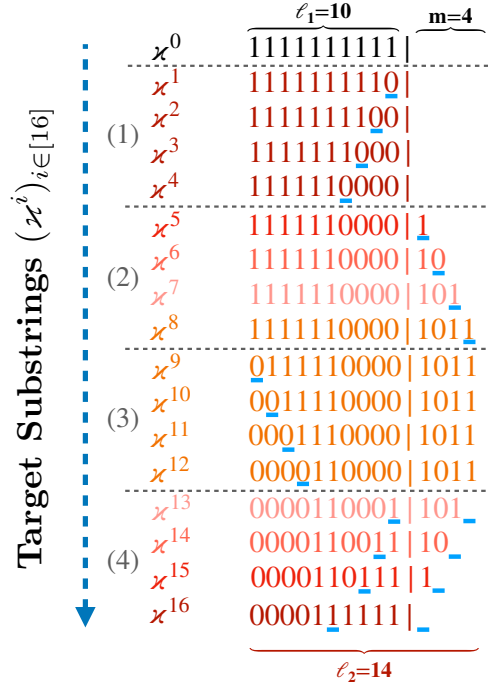 ℓ₁=10 m=4
ϰ⁰ 1111111111 |
ϰ¹ 1111111110 |
ϰ² 1111111100 |
(1)
ϰ³ 1111111000 |
ϰ⁴ 1111110000 |
ϰ⁵ 1111110000 | 1
ϰ⁶ 1111110000 | 10
(2)
ϰ⁷ 1111110000 | 101
ϰ⁸ 1111110000 | 1011
ϰ⁹ 0111110000 | 1011
ϰ¹⁰ 0011110000 | 1011
(3)
ϰ¹¹ 0001110000 | 1011
ϰ¹² 0000110000 | 1011
ϰ¹³ 0000110001 | 101
ϰ¹⁴ 0000110011 | 10
(4)
ϰ¹⁵ 0000110111 | 1
ϰ¹⁶ 0000111111 |
ℓ₂=14
Target Substrings (ϰⁱ)_{i∈[16]}